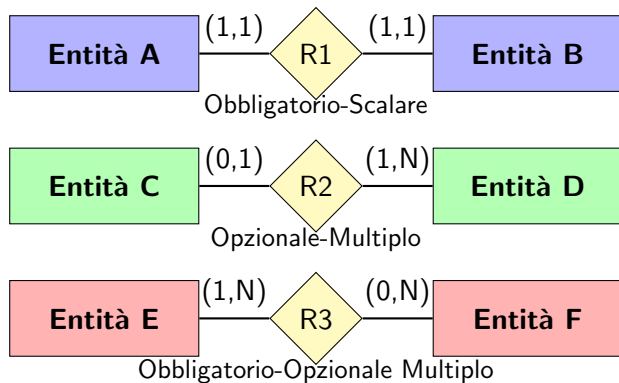 (1,1) (1,1)
Entità A R1 Entità B
Obbligatorio-Scalare
(0,1) (1,N)
Entità C R2 Entità D
Opzionale-Multiplo
(1,N) (0,N)
Entità E R3 Entità F
Obbligatorio-Opzionale Multiplo